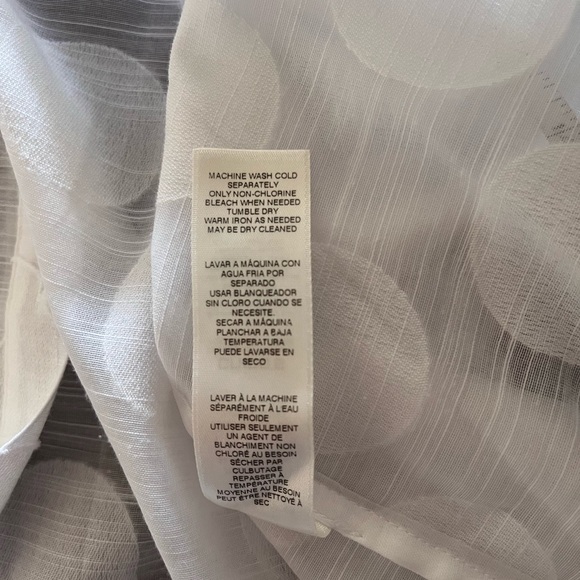 MACHINE WASH COLD
SEPARATELY
ONLY NON-CHLORINE
BLEACH WHEN NEEDED
TUMBLE DRY
WARM IRON AS NEEDED
MAY BE DRY CLEANED
LAVAR A MÁQUINA CON
AGUA FRIA POR
SEPARADO
USAR BLANQUEADOR
SIN CLORO CUANDO SE
NECESITE.
SECAR A MÁQUINA
PLANCHAR A BAJA
TEMPERATURA
PUEDE LAVARSE EN
SECO
LAVER À LA MACHINE
SÉPARÉMENT À L'EAU
FROIDE
UTILISER SEULEMENT
UN AGENT DE
BLANCHIMENT NON
CHLORÉ AU BESOIN
SÉCHER PAR
CULBUTAGE
REPASSER À
TEMPÉRATURE
MOYENNE AU BESOIN
PEUT ÊTRE NETTOYÉ À
SEC